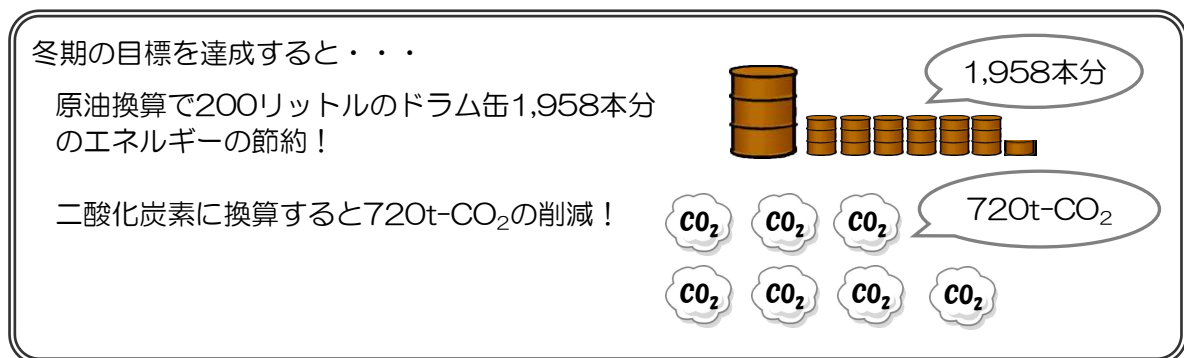 冬期の目標を達成すると・・・
原油換算で200リットルのドラム缶1,958本分
のエネルギーの節約！
1,958本分
二酸化炭素に換算すると720t-CO₂の削減！
720t-CO₂
CO₂ CO₂ CO₂
CO₂ CO₂ CO₂ CO₂